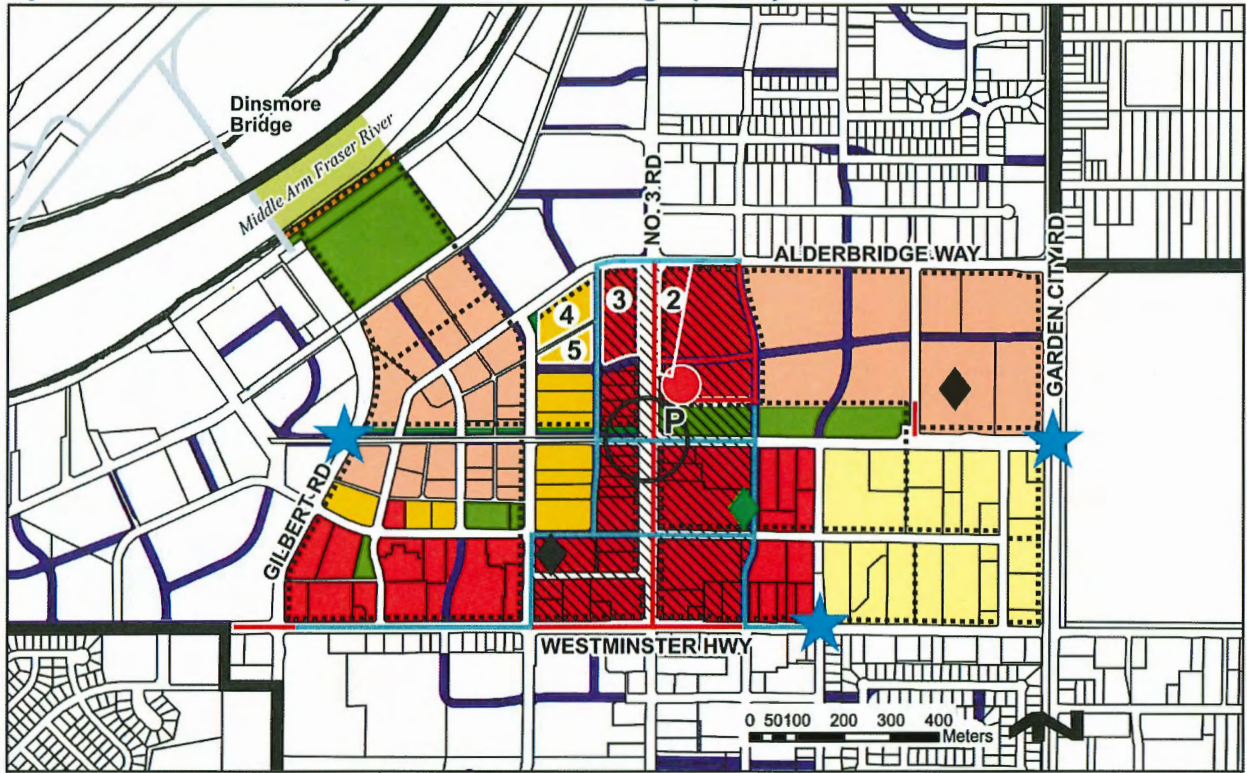 Dinsmore
Bridge
Middle Arm Fraser River
NO. 3 RD
ALDERBRIDGE WAY
GARDEN CITY RD
3
2
4
5
P
GILBERT RD
WESTMINSTER HWY
0 50 100 200 300 400
Meters